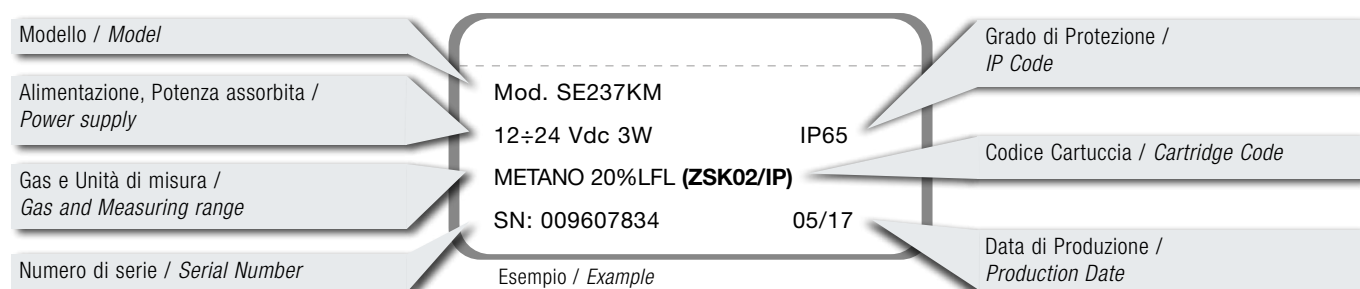 Modello / Model
Alimentazione, Potenza assorbita /
Power supply
Gas e Unità di misura /
Gas and Measuring range
Numero di serie / Serial Number
Mod. SE237KM
12÷24 Vdc 3W IP65
METANO 20%LFL (ZSK02/IP)
SN: 009607834 05/17
Esempio / Example
Grado di Protezione /
IP Code
Codice Cartuccia / Cartridge Code
Data di Produzione /
Production Date